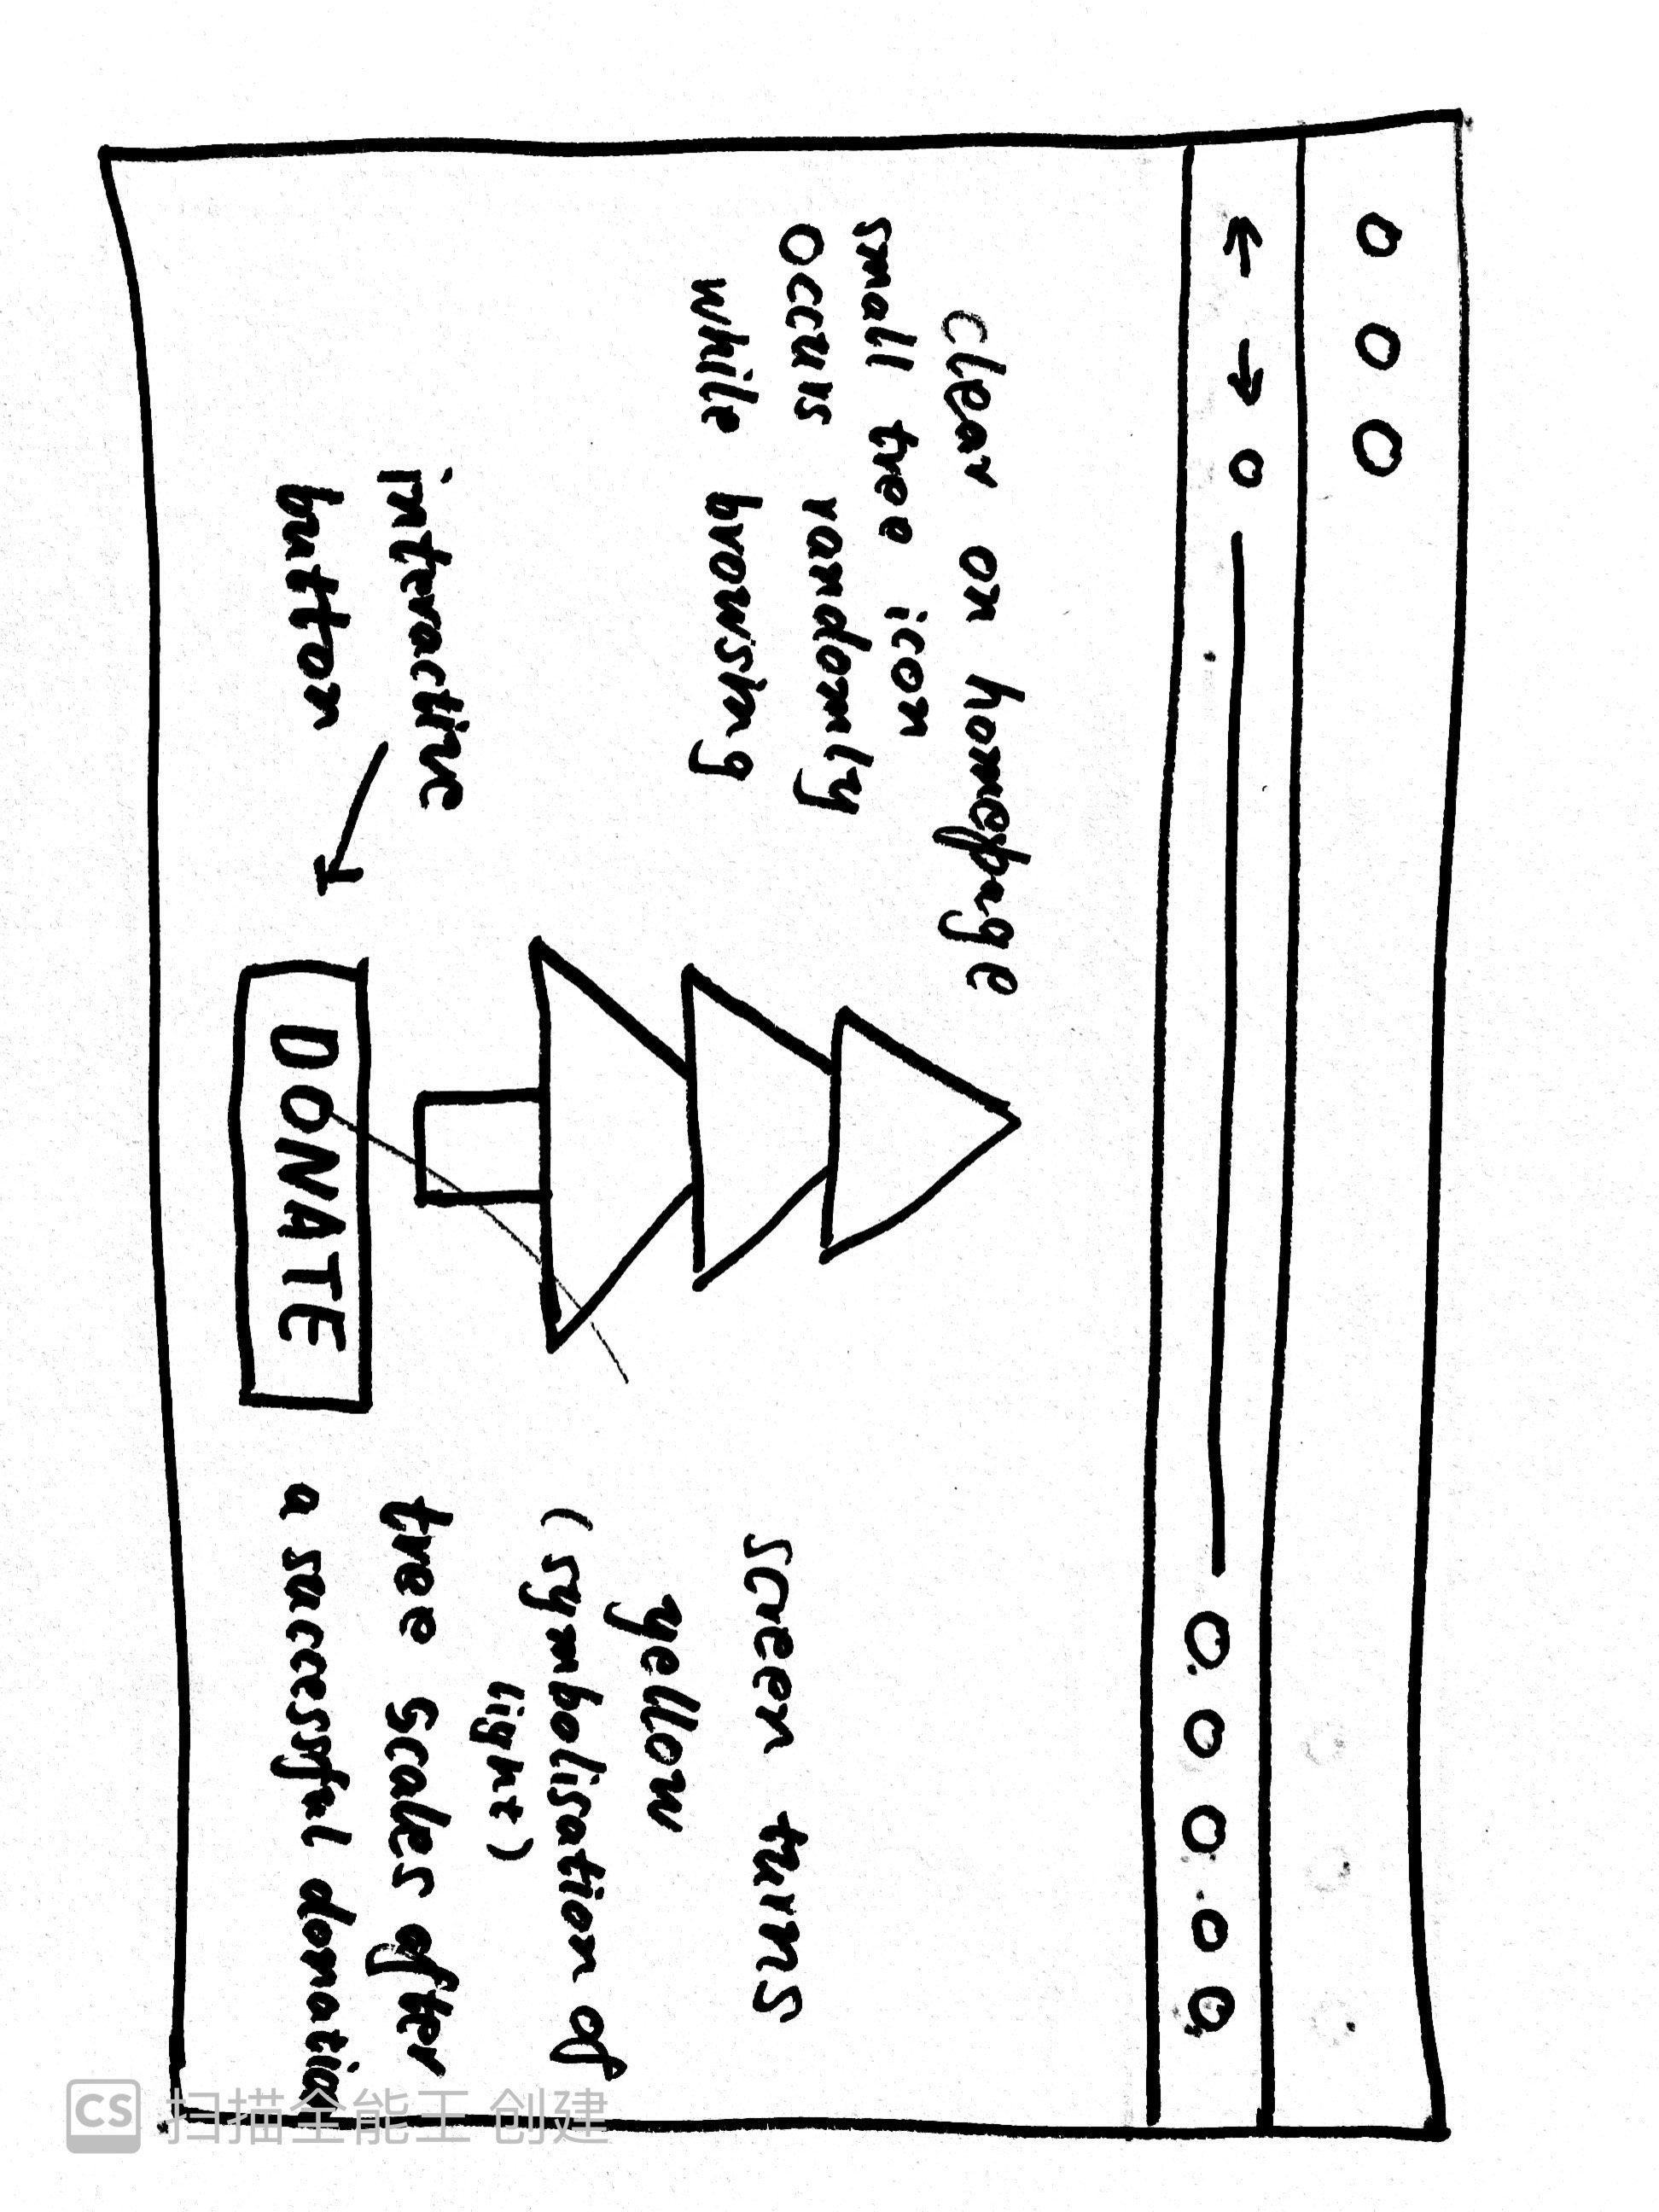 clear on homepage
small tree icon
occurs randomly
while browsing
interactive
button
DONATE
screen turns
yellow
(symbolisation of
light)
tree scales after
a successful donation
CS 扫描全能王 创建